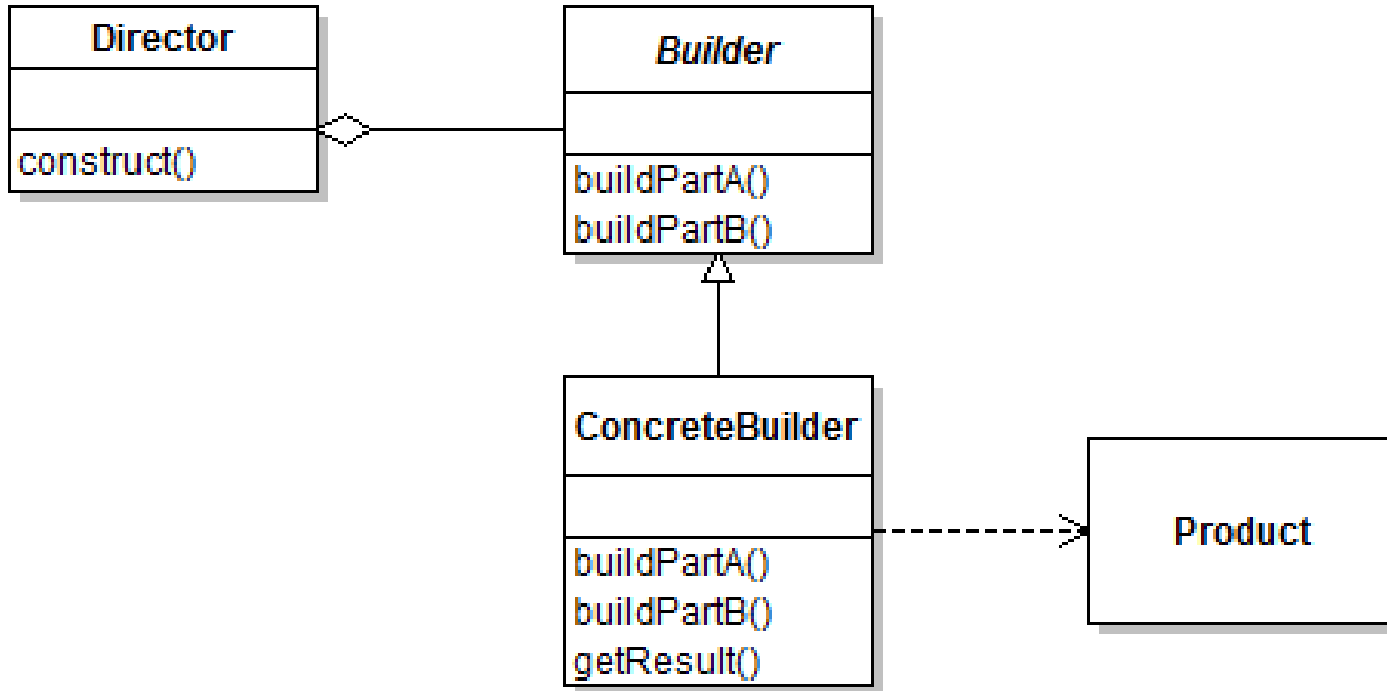 Director
construct()
Builder
buildPartA()
buildPartB()
ConcreteBuilder
buildPartA()
buildPartB()
getResult()
Product